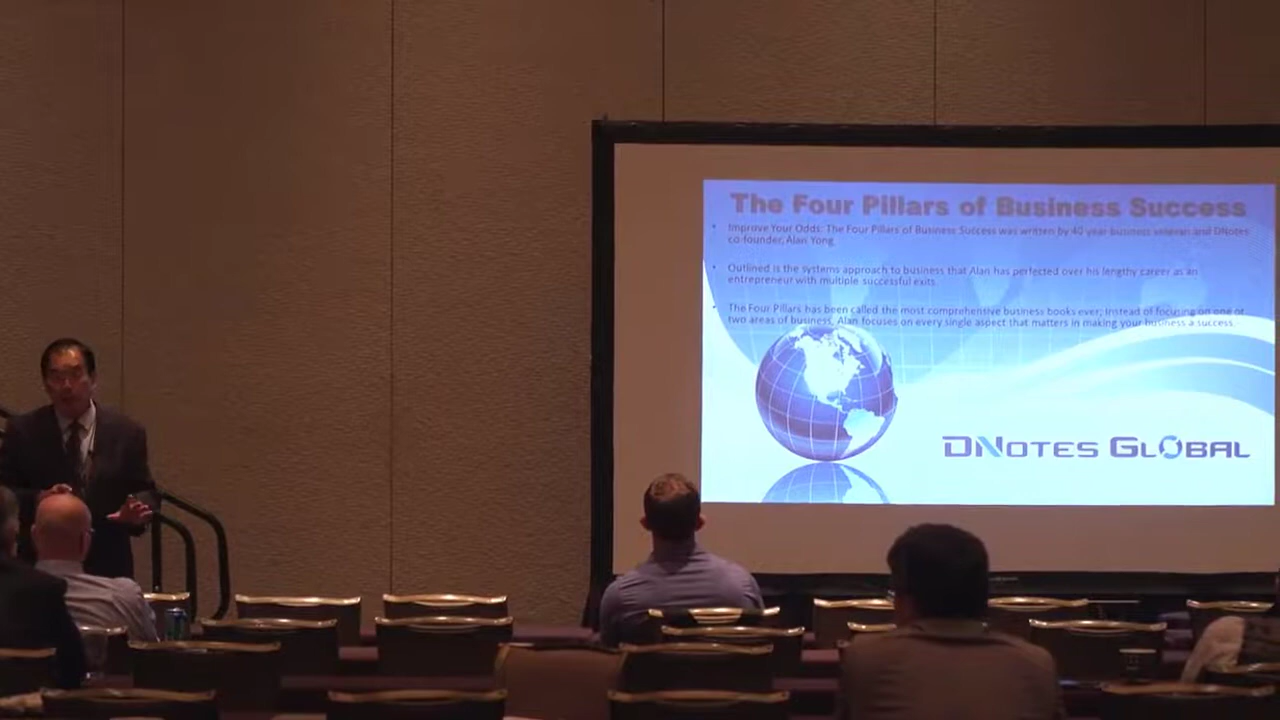 The Four Pillars of Business Success
• Improve Your Odds: The Four Pillars of Business Success was written by 40 year business veteran and DNotes
co-founder, Alan Yong.
• Outlined is the systems approach to business that Alan has perfected over his lengthy career as an
entrepreneur with multiple successful exits.
• The Four Pillars has been called the most comprehensive business books ever; instead of focusing on one or
two areas of business, Alan focuses on every single aspect that matters in making your business a success.
DNOTES GLOBAL